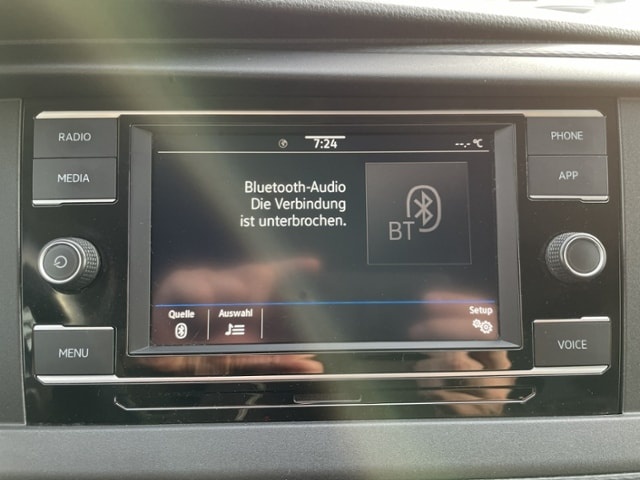 RADIO
MEDIA
MENU
7:24
--.- °C
Bluetooth-Audio
Die Verbindung
ist unterbrochen.
BT
Quelle
Auswahl
Setup
PHONE
APP
VOICE